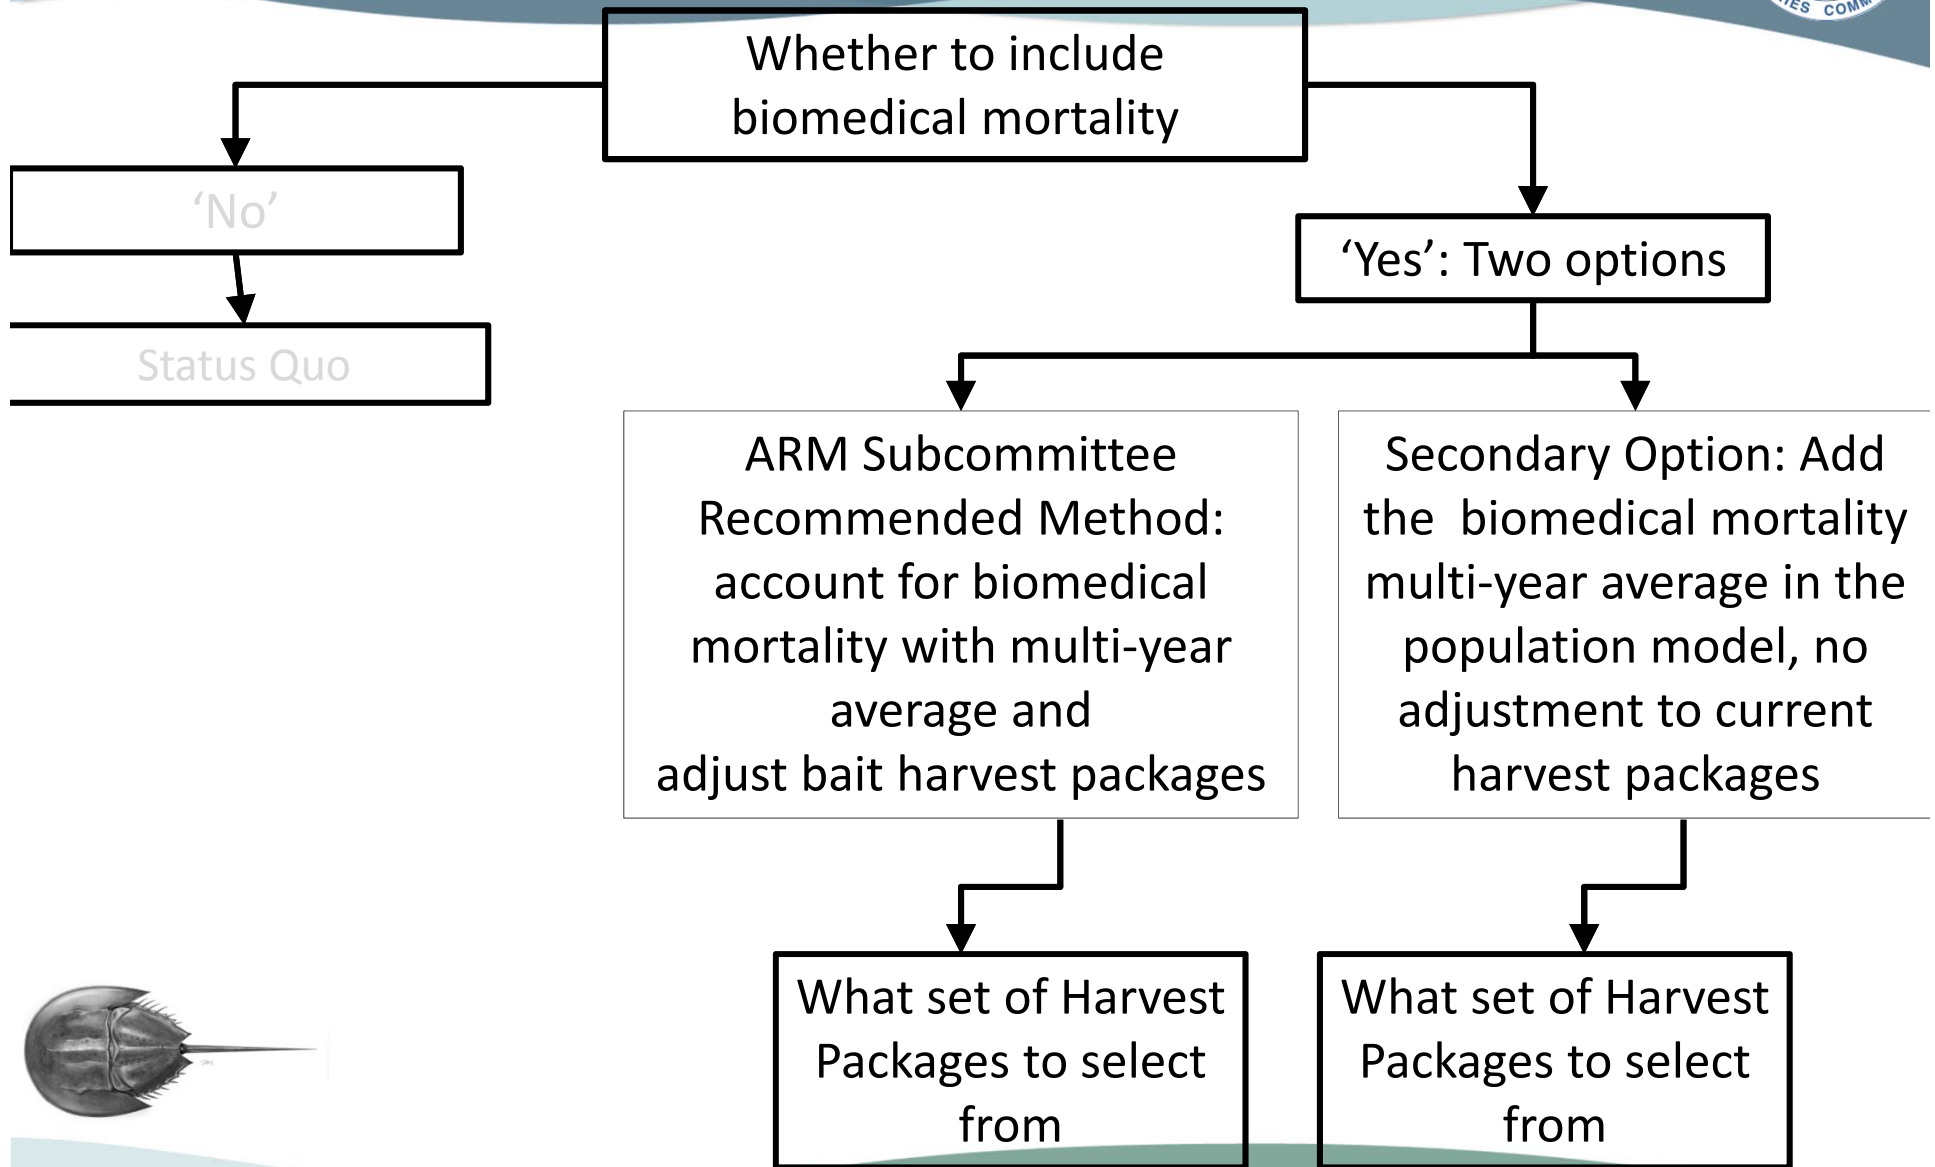 COMM
Whether to include
biomedical mortality
‘No’
‘Yes’: Two options
Status Quo
ARM Subcommittee
Recommended Method:
account for biomedical
mortality with multi-year
average and
adjust bait harvest packages
Secondary Option: Add
the  biomedical mortality
multi-year average in the
population model, no
adjustment to current
harvest packages
What set of Harvest
Packages to select
from
What set of Harvest
Packages to select
from